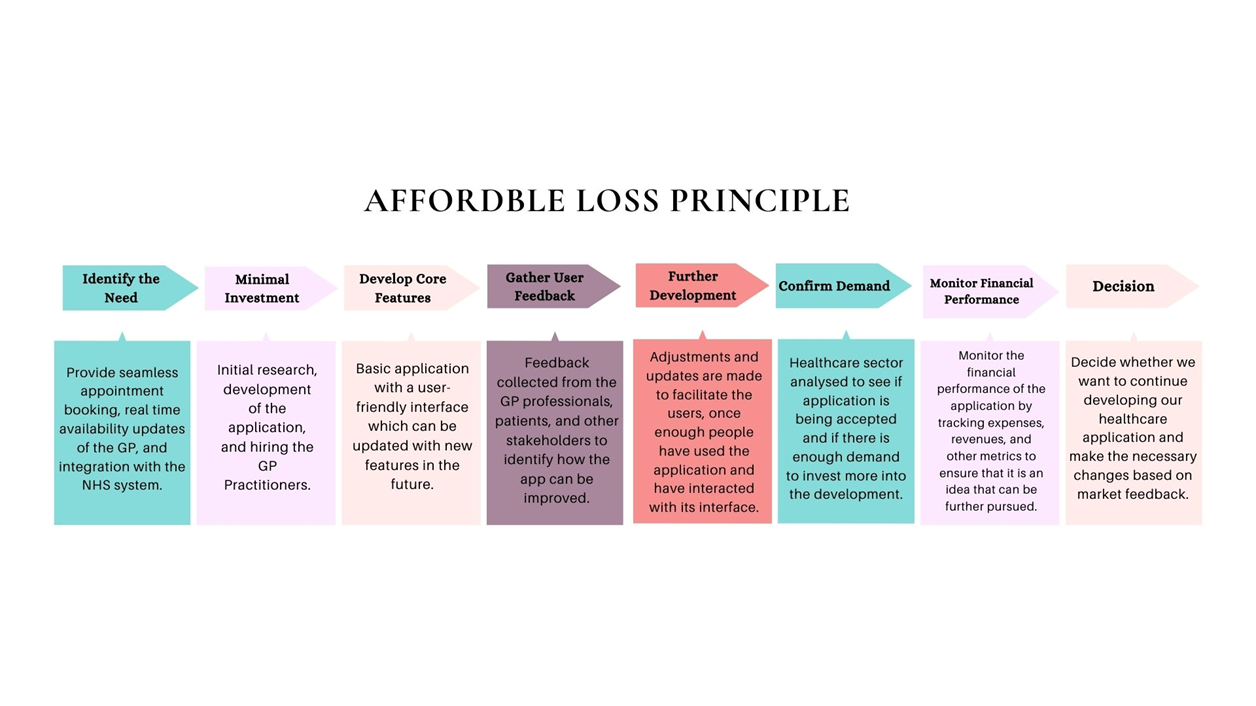 AFFORDBLE LOSS PRINCIPLE
Identify the
Need
Provide seamless
appointment
booking, real time
availability updates
of the GP, and
integration with the
NHS system.
Minimal
Investment
Initial research,
development
of the
application,
and hiring the
GP
Practitioners.
Develop Core
Features
Basic application
with a user-
friendly interface
which can be
updated with new
features in the
future.
Gather User
Feedback
Feedback
collected from the
GP professionals,
patients, and other
stakeholders to
identify how the
app can be
improved.
Further
Development
Adjustments and
updates are made
to facilitate the
users, once
enough people
have used the
application and
have interacted
with its interface.
Confirm Demand
Healthcare sector
analysed to see if
application is
being accepted
and if there is
enough demand
to invest more into
the development.
Monitor Financial
Performance
Monitor the
financial
performance of the
application by
tracking expenses,
revenues, and
other metrics to
ensure that it is an
idea that can be
further pursued.
Decision
Decide whether we
want to continue
developing our
healthcare
application and
make the necessary
changes based on
market feedback.